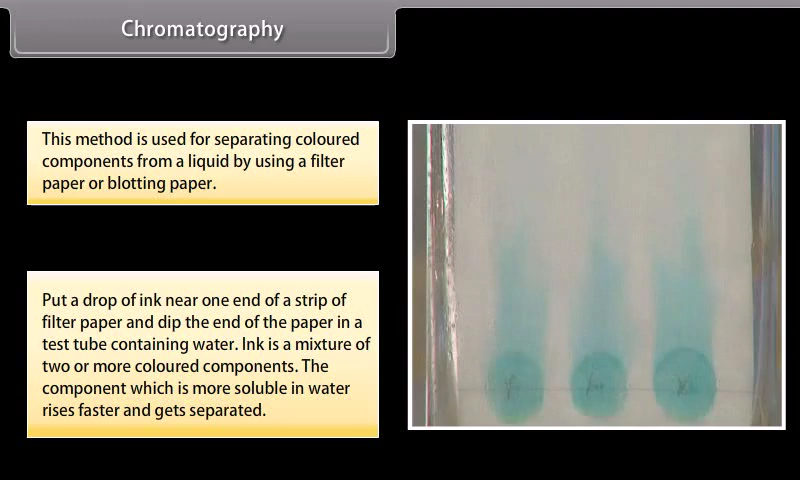 Chromatography
This method is used for separating coloured
components from a liquid by using a filter
paper or blotting paper.
Put a drop of ink near one end of a strip of
filter paper and dip the end of the paper in a
test tube containing water. Ink is a mixture of
two or more coloured components. The
component which is more soluble in water
rises faster and gets separated.